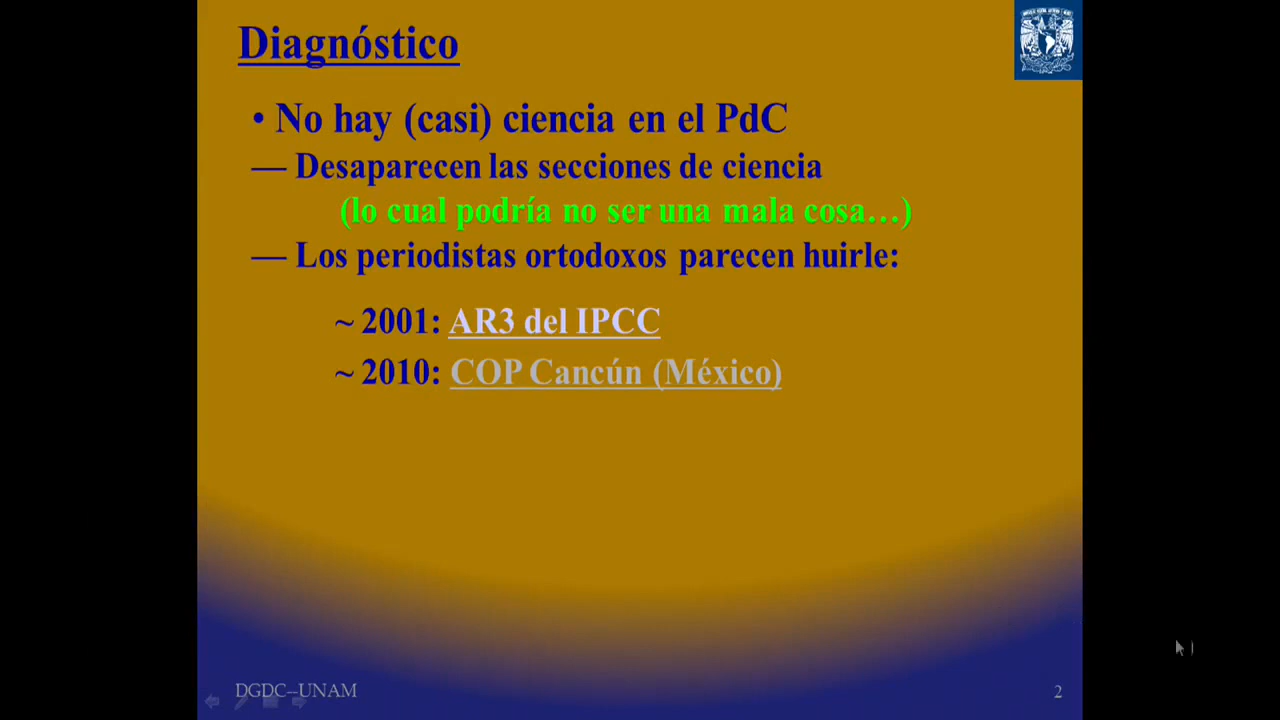 Diagnóstico
• No hay (casi) ciencia en el PdC
— Desaparecen las secciones de ciencia
(lo cual podría no ser una mala cosa…)
— Los periodistas ortodoxos parecen huirle:
~ 2001: AR3 del IPCC
~ 2010: COP Cancún (México)
DGDC–UNAM
2